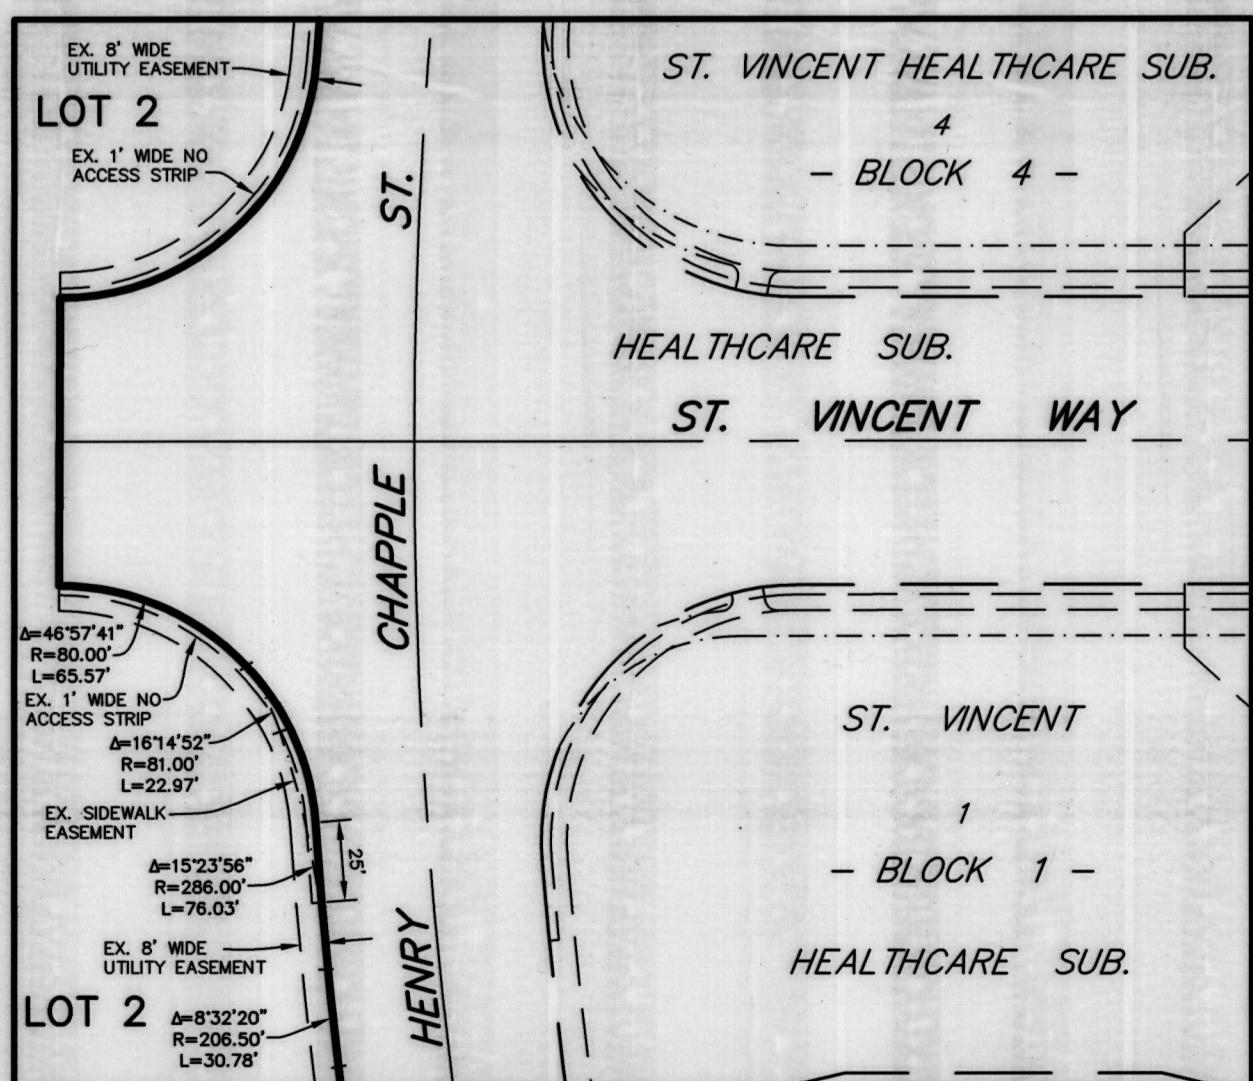 EX. 8' WIDE
UTILITY EASEMENT
LOT 2
EX. 1' WIDE NO
ACCESS STRIP
ST. VINCENT HEALTHCARE SUB.
4
- BLOCK 4 -
HEALTHCARE SUB.
ST. VINCENT WAY
HENRY CHAPPLE ST.
Δ=46°57'41"
R=80.00'
L=65.57'
EX. 1' WIDE NO
ACCESS STRIP
Δ=16°14'52"
R=81.00'
L=22.97'
EX. SIDEWALK
EASEMENT
25'
Δ=15°23'56"
R=286.00'
L=76.03'
EX. 8' WIDE
UTILITY EASEMENT
LOT 2
Δ=8°32'20"
R=206.50'
L=30.78'
ST. VINCENT
1
- BLOCK 1 -
HEALTHCARE SUB.